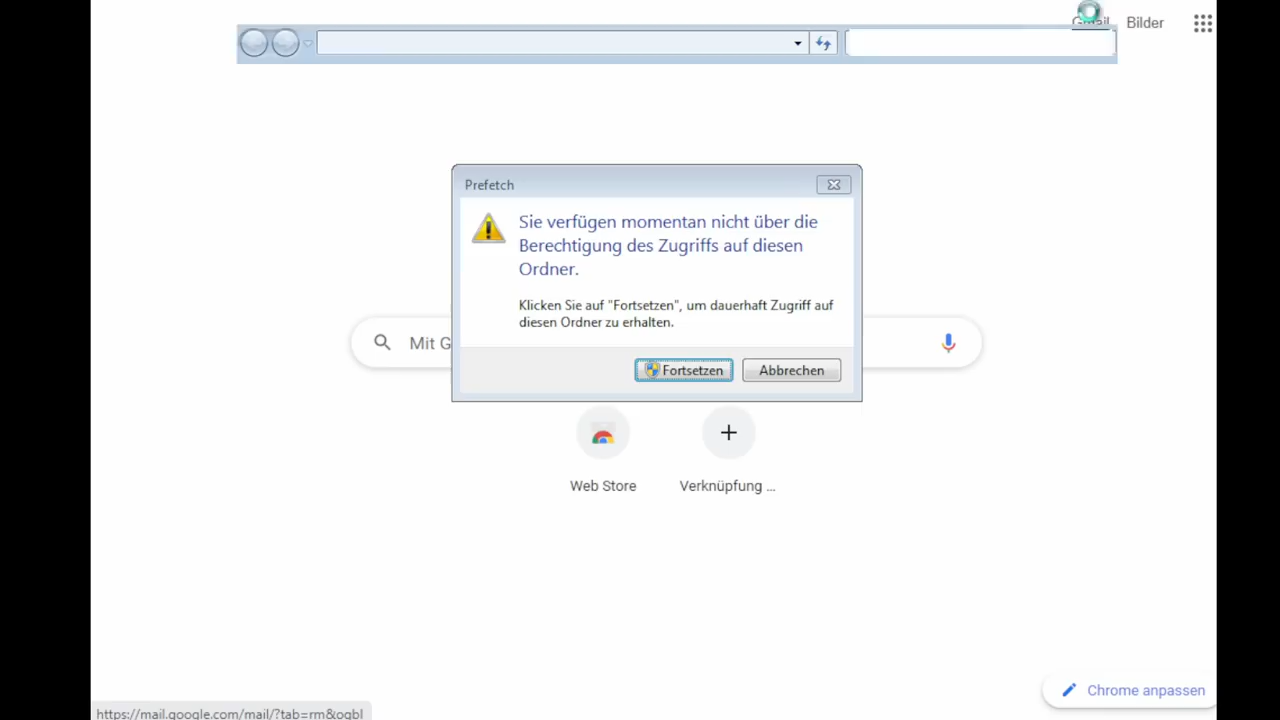 Gmail Bilder
Prefetch
Sie verfügen momentan nicht über die
Berechtigung des Zugriffs auf diesen
Ordner.
Klicken Sie auf "Fortsetzen", um dauerhaft Zugriff auf
diesen Ordner zu erhalten.
Mit G
Fortsetzen Abbrechen
Web Store Verknüpfung ...
Chrome anpassen
https://mail.google.com/mail/?tab=rm&ogbl